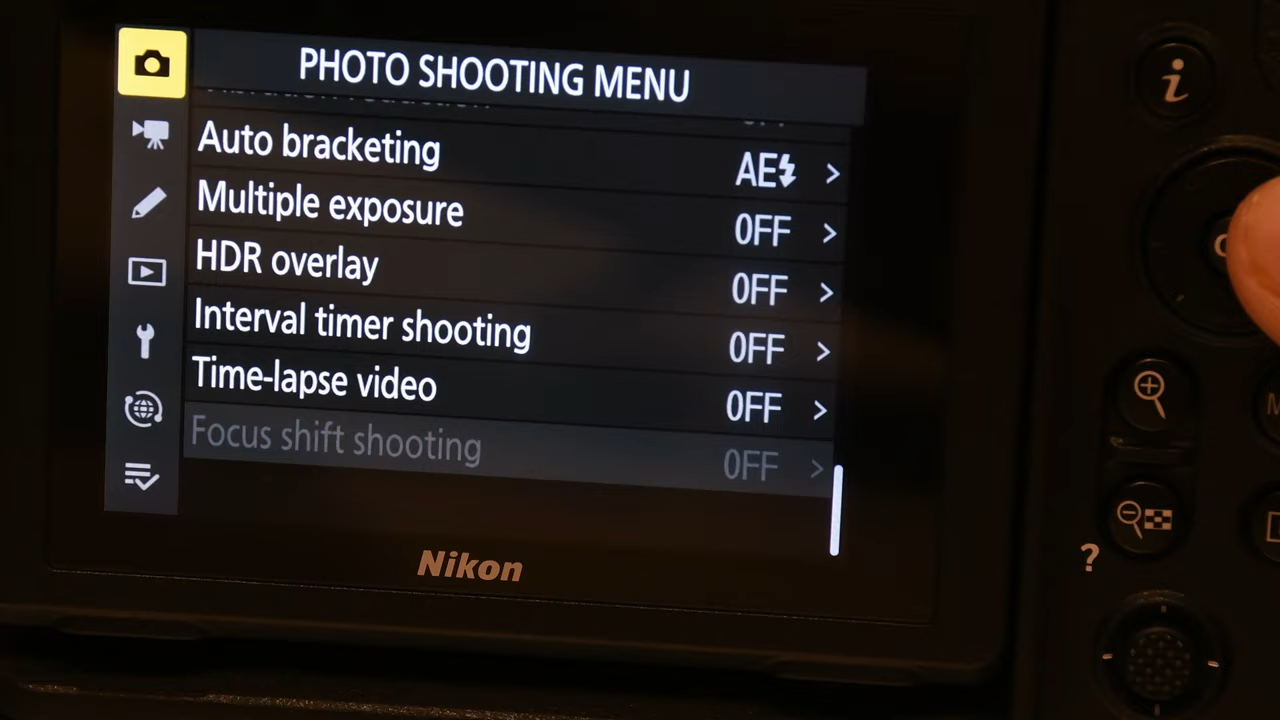 PHOTO SHOOTING MENU
Auto bracketing AE
Multiple exposure OFF >
HDR overlay OFF >
Interval timer shooting OFF >
Time-lapse video OFF >
Focus shift shooting OFF >
Nikon
i
?